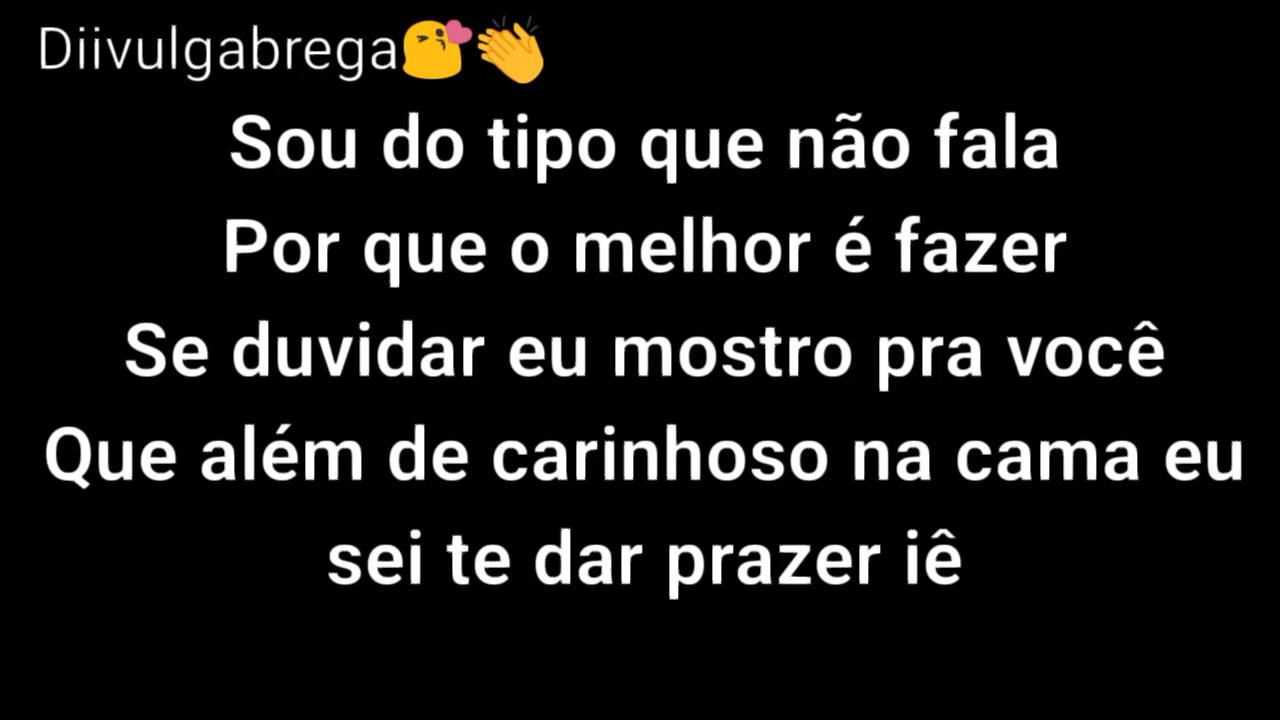 Diivulgabrega😘👏
Sou do tipo que não fala
Por que o melhor é fazer
Se duvidar eu mostro pra você
Que além de carinhoso na cama eu
sei te dar prazer iê